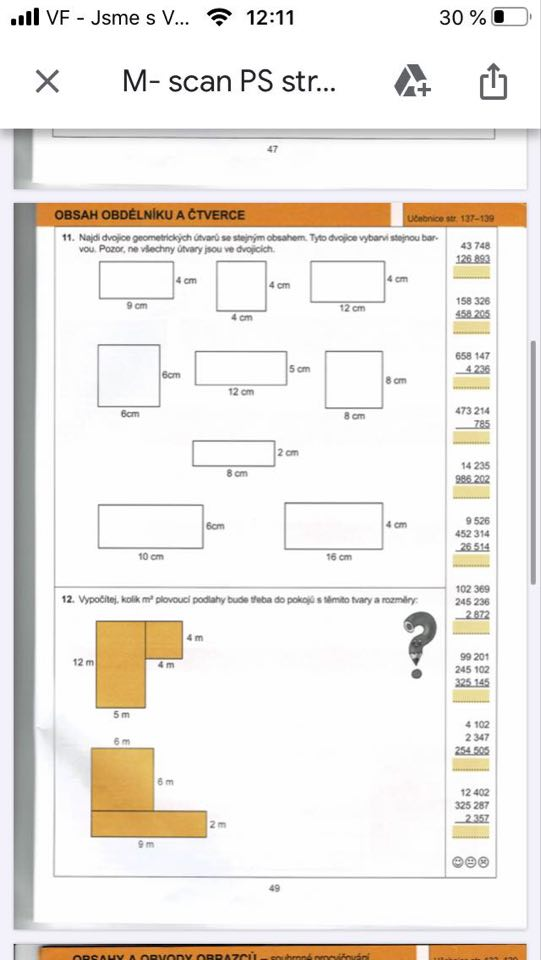 VF - Jsme s V... 12:11 30 %
M- scan PS str...
47
OBSAH OBDÉLNÍKU A ČTVERCE
Učebnice str. 137–139
11. Najdi dvojice geometrických útvarů se stejným obsahem. Tyto dvojice vybarvi stejnou bar-
vou. Pozor, ne všechny útvary jsou ve dvojicích.
4 cm
9 cm
4 cm
4 cm
4 cm
12 cm
6cm
6cm
5 cm
12 cm
8 cm
8 cm
2 cm
8 cm
6cm
10 cm
4 cm
16 cm
12. Vypočítej, kolik m² plovoucí podlahy bude třeba do pokojů s těmito tvary a rozměry:
4 m
12 m
4 m
5 m
6 m
6 m
2 m
9 m
43 748
126 893
158 326
458 205
658 147
4 236
473 214
785
14 235
986 202
9 526
452 314
26 514
102 369
245 236
2 872
99 201
245 102
325 145
4 102
2 347
254 505
12 402
325 287
2 357
49
OBSAHY A OBVODY OBRAZCŮ – souhrnné procvičování